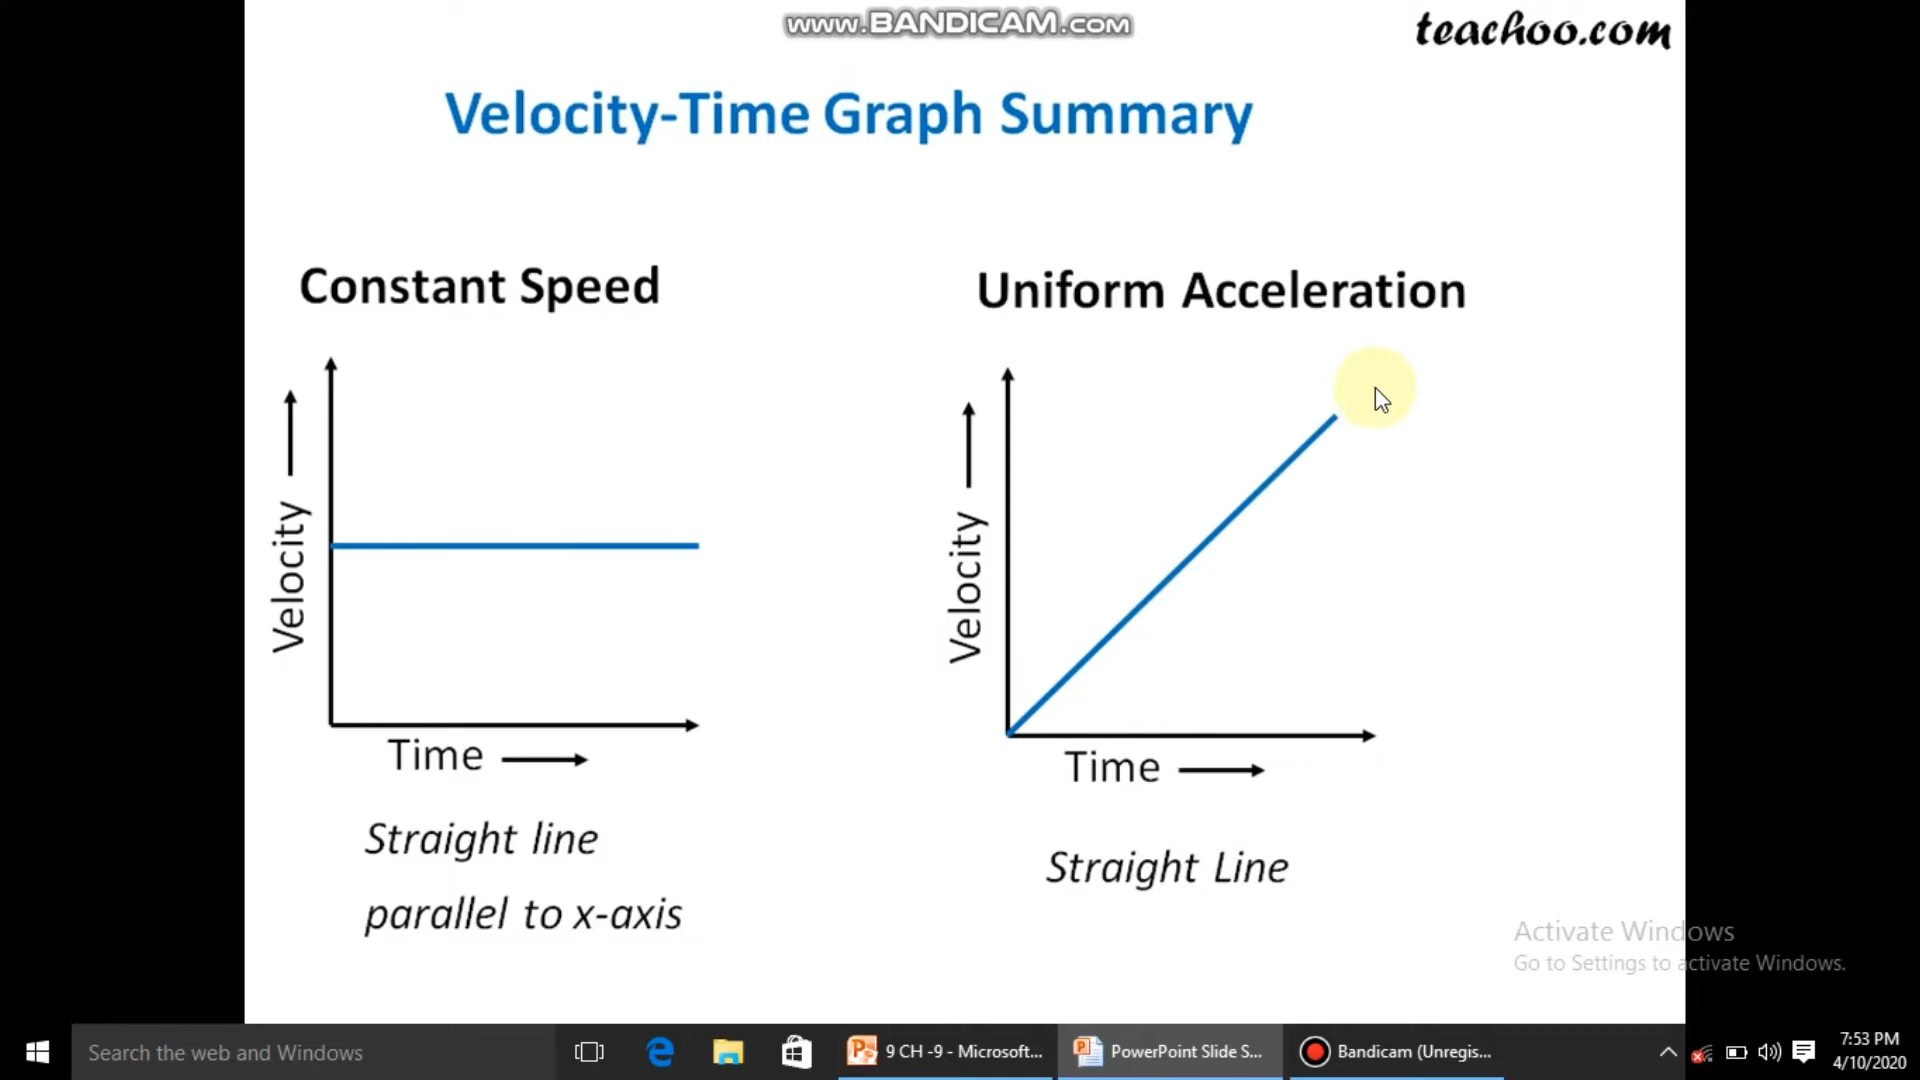 www.BANDICAM.com
teachoo.com
Velocity-Time Graph Summary
Constant Speed
Uniform Acceleration
Velocity
Velocity
Time
Time
Straight line
parallel to x-axis
Straight Line
Activate Windows
Go to Settings to activate Windows.
Search the web and Windows
9 CH -9 - Microsoft...
PowerPoint Slide S...
Bandicam (Unregis...
7:53 PM
4/10/2020